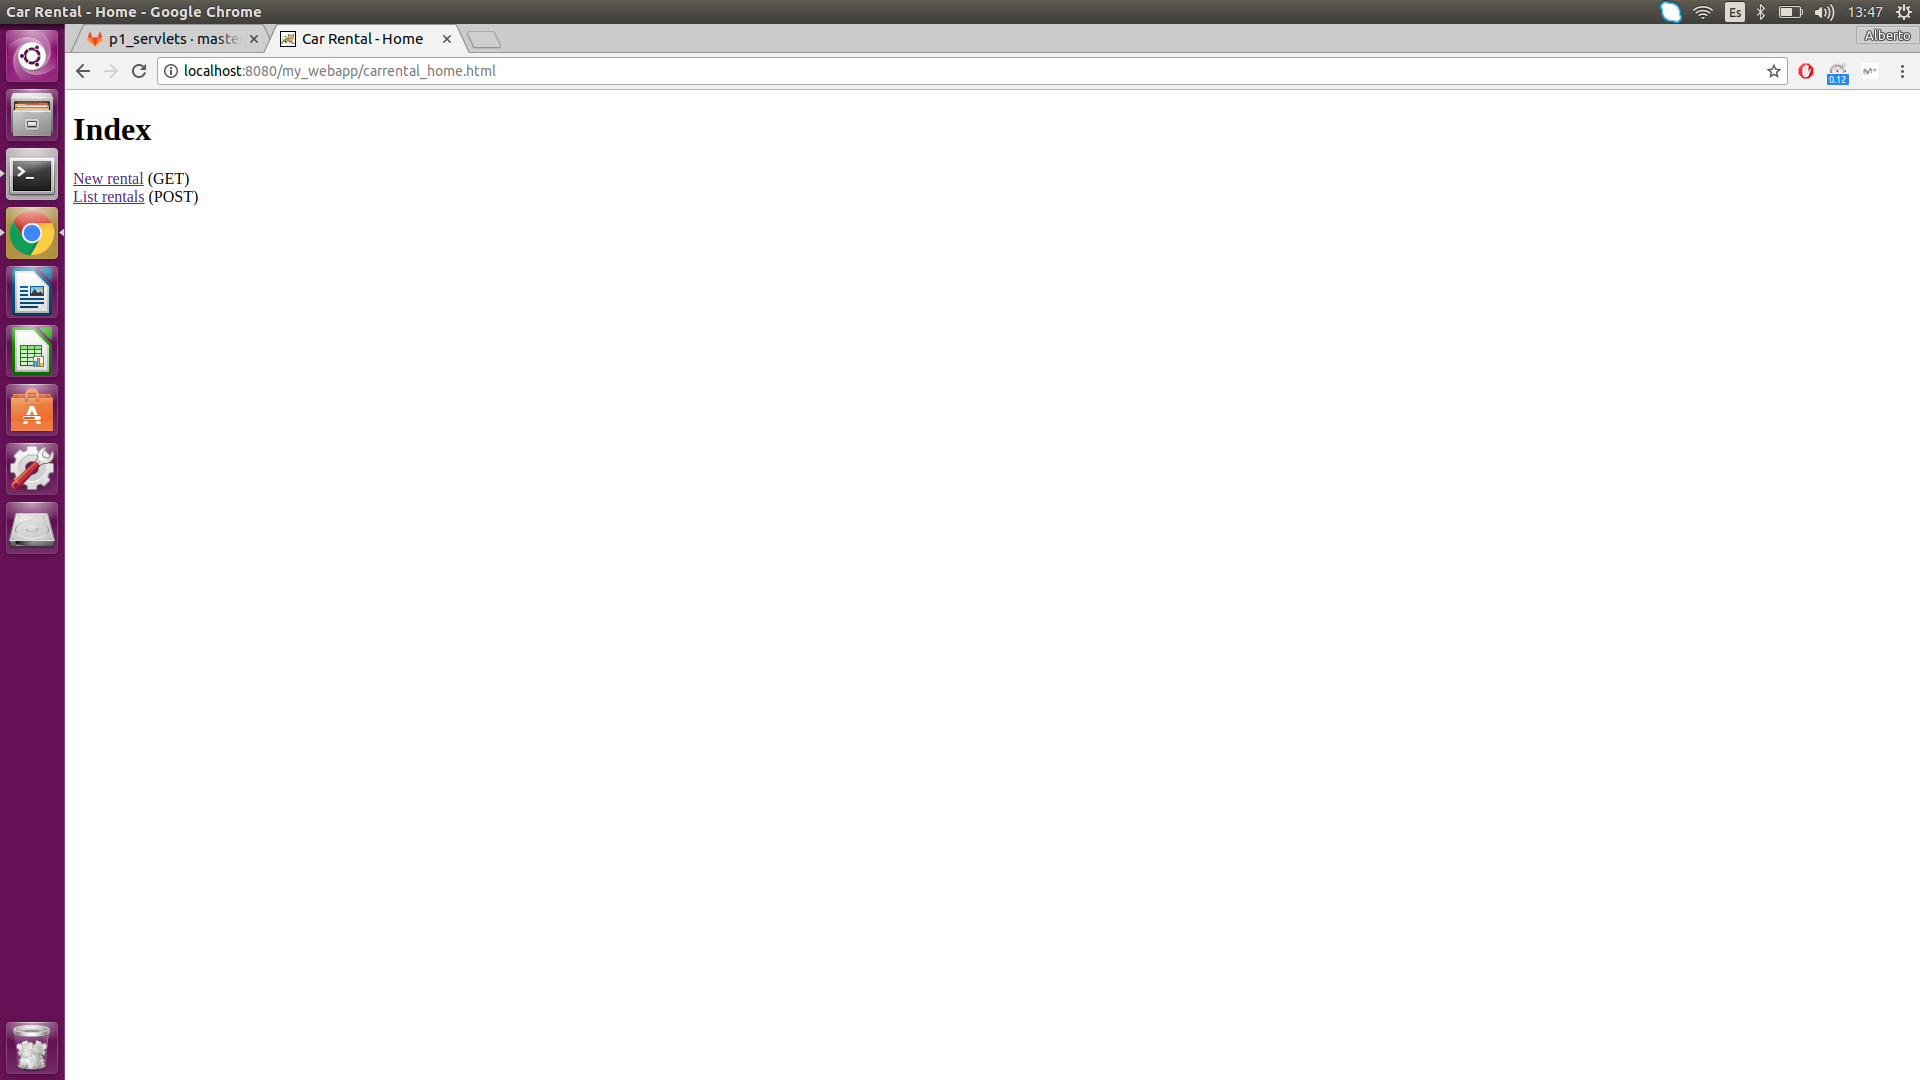 Car Rental - Home - Google Chrome
Es
13:47
p1_servlets · maste
Car Rental - Home
Alberto
localhost:8080/my_webapp/carrental_home.html
0.12
M+
Index
New rental (GET)
List rentals (POST)